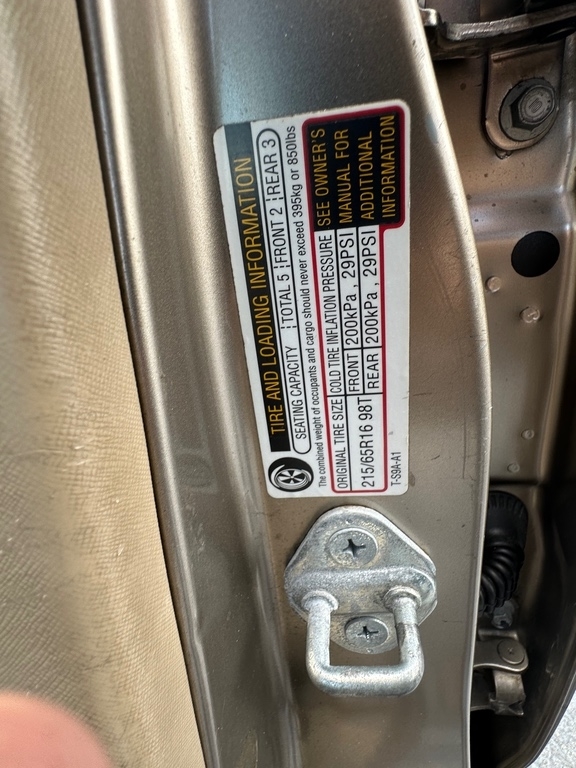 TIRE AND LOADING INFORMATION
SEATING CAPACITY TOTAL 5 FRONT 2 REAR 3
The combined weight of occupants and cargo should never exceed 395kg or 850lbs
ORIGINAL TIRE SIZE COLD TIRE INFLATION PRESSURE
215/65R16 98T FRONT 200kPa , 29PSI
REAR 200kPa , 29PSI
SEE OWNER'S
MANUAL FOR
ADDITIONAL
INFORMATION
T-S9A-A1